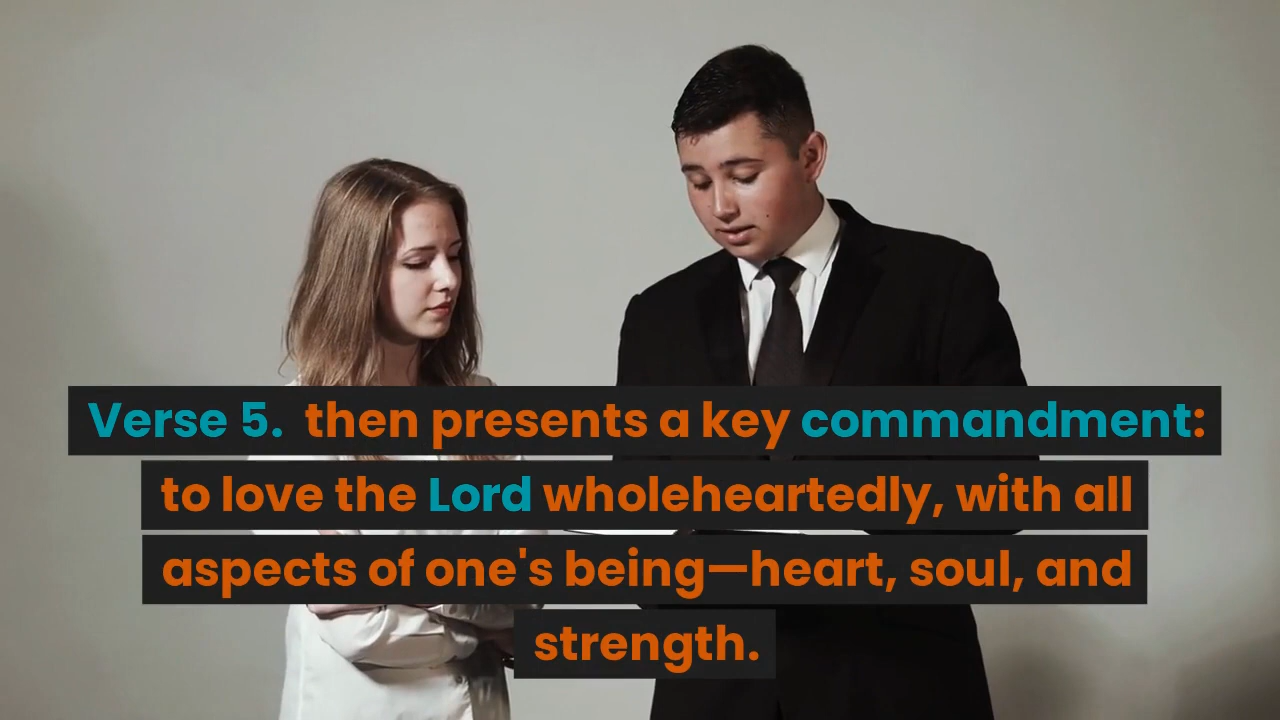 Verse 5.  then presents a key commandment:
to love the Lord wholeheartedly, with all
aspects of one's being—heart, soul, and
strength.